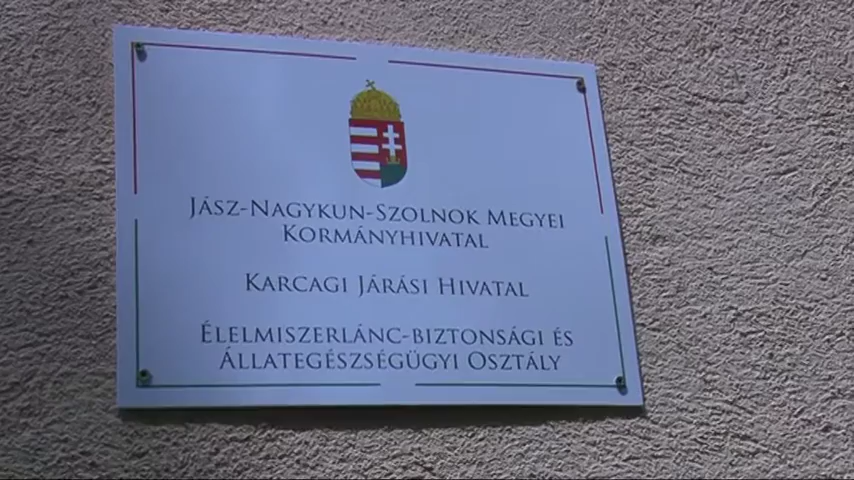 JÁSZ-NAGYKUN-SZOLNOK MEGYEI
KORMÁNYHIVATAL
KARCAGI JÁRÁSI HIVATAL
ÉLELMISZERLÁNC-BIZTONSÁGI ÉS
ÁLLATEGÉSZSÉGÜGYI OSZTÁLY